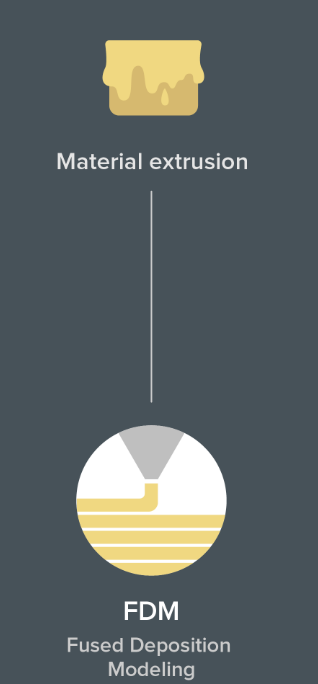 Material extrusion
FDM
Fused Deposition
Modeling